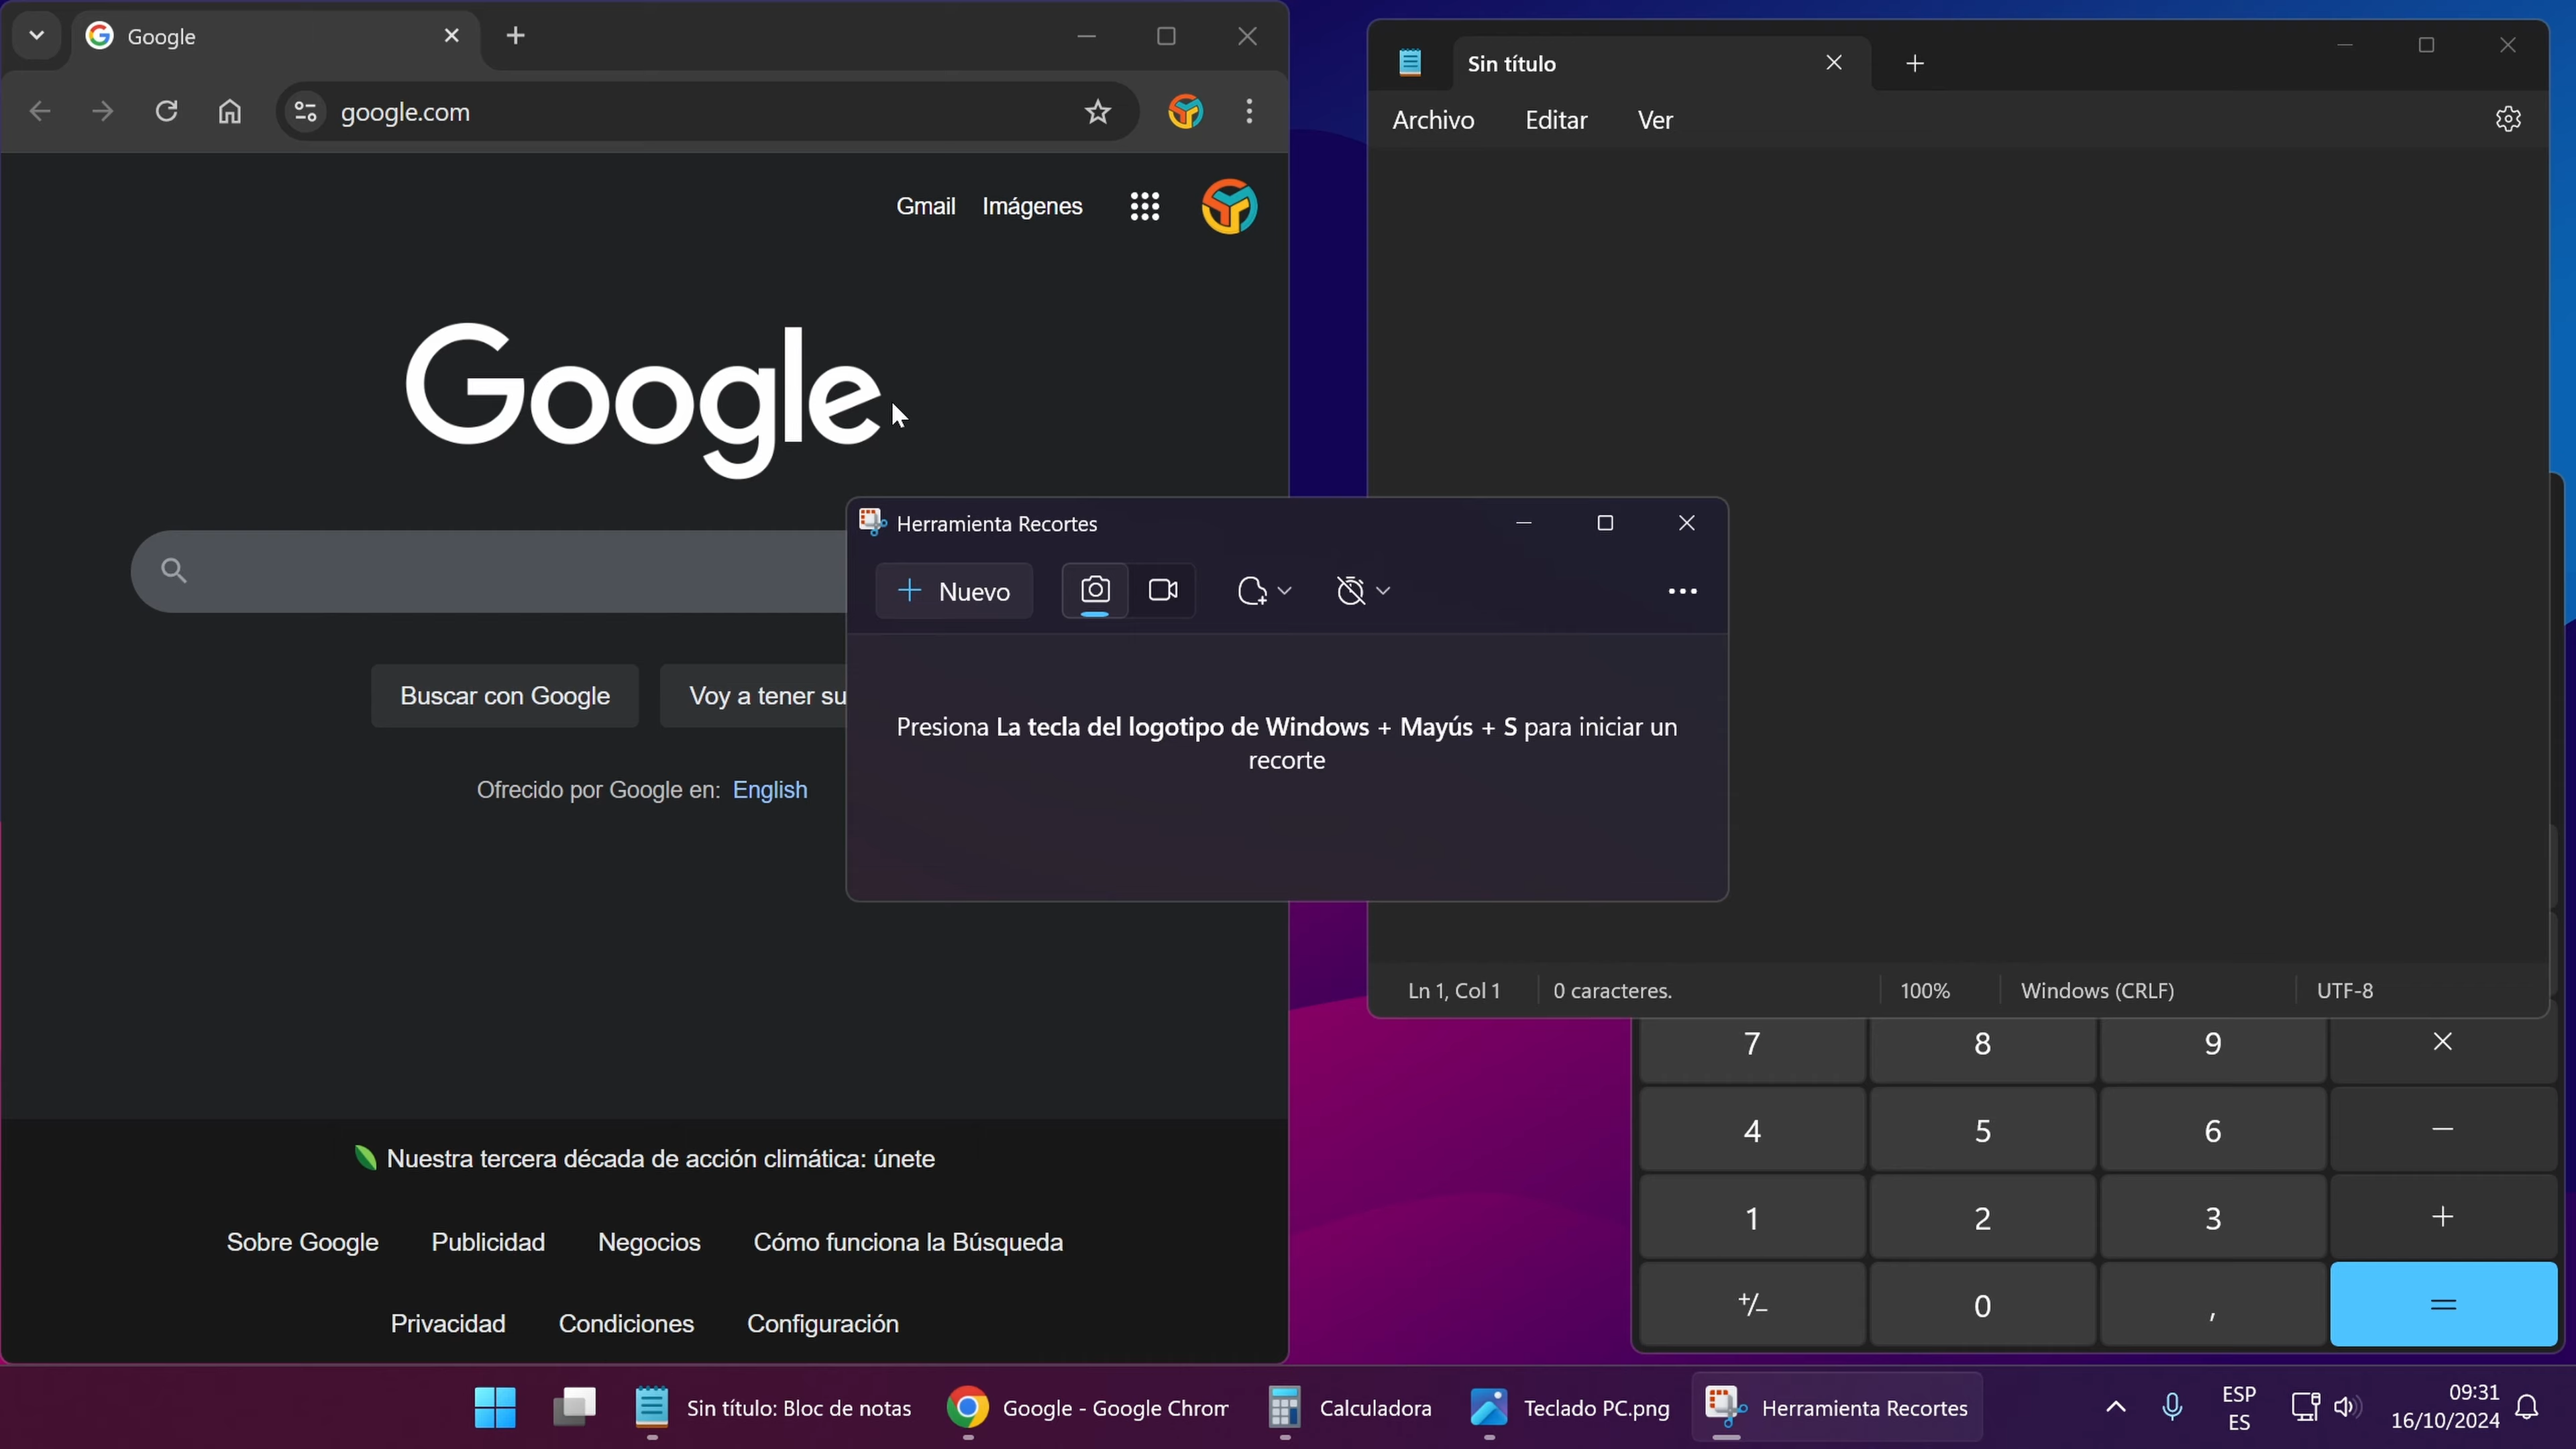 Google
google.com
Gmail Imágenes
Google
Buscar con Google
Voy a tener su
Ofrecido por Google en: English
Nuestra tercera década de acción climática: únete
Sobre Google Publicidad Negocios Cómo funciona la Búsqueda
Privacidad Condiciones Configuración
Sin título
Archivo Editar Ver
Herramienta Recortes
Nuevo
Presiona La tecla del logotipo de Windows + Mayús + S para iniciar un
recorte
Ln 1, Col 1 0 caracteres. 100% Windows (CRLF) UTF-8
7 8 9 ×
4 5 6 −
1 2 3 +
+/− 0 , =
Sin título: Bloc de notas
Google - Google Chrom
Calculadora
Teclado PC.png
Herramienta Recortes
ESP
ES
09:31
16/10/2024